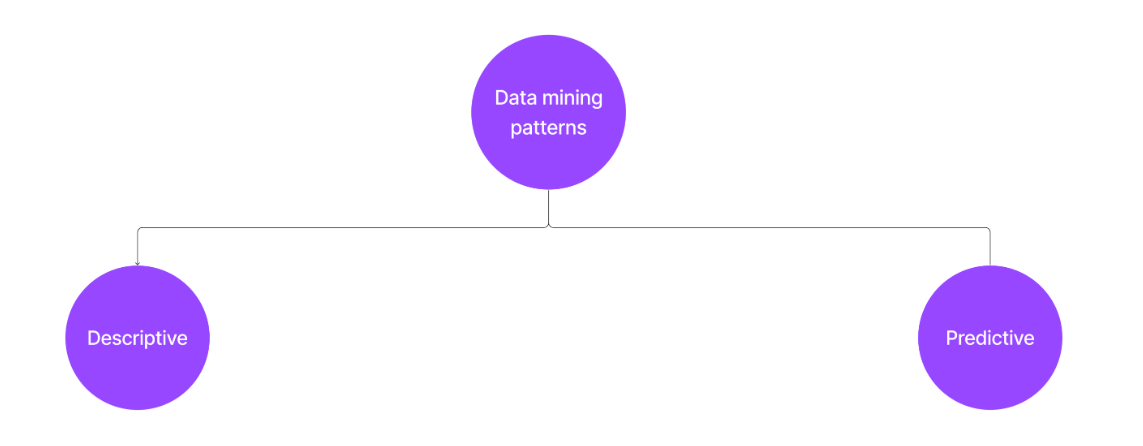 Data mining
patterns
Descriptive
Predictive